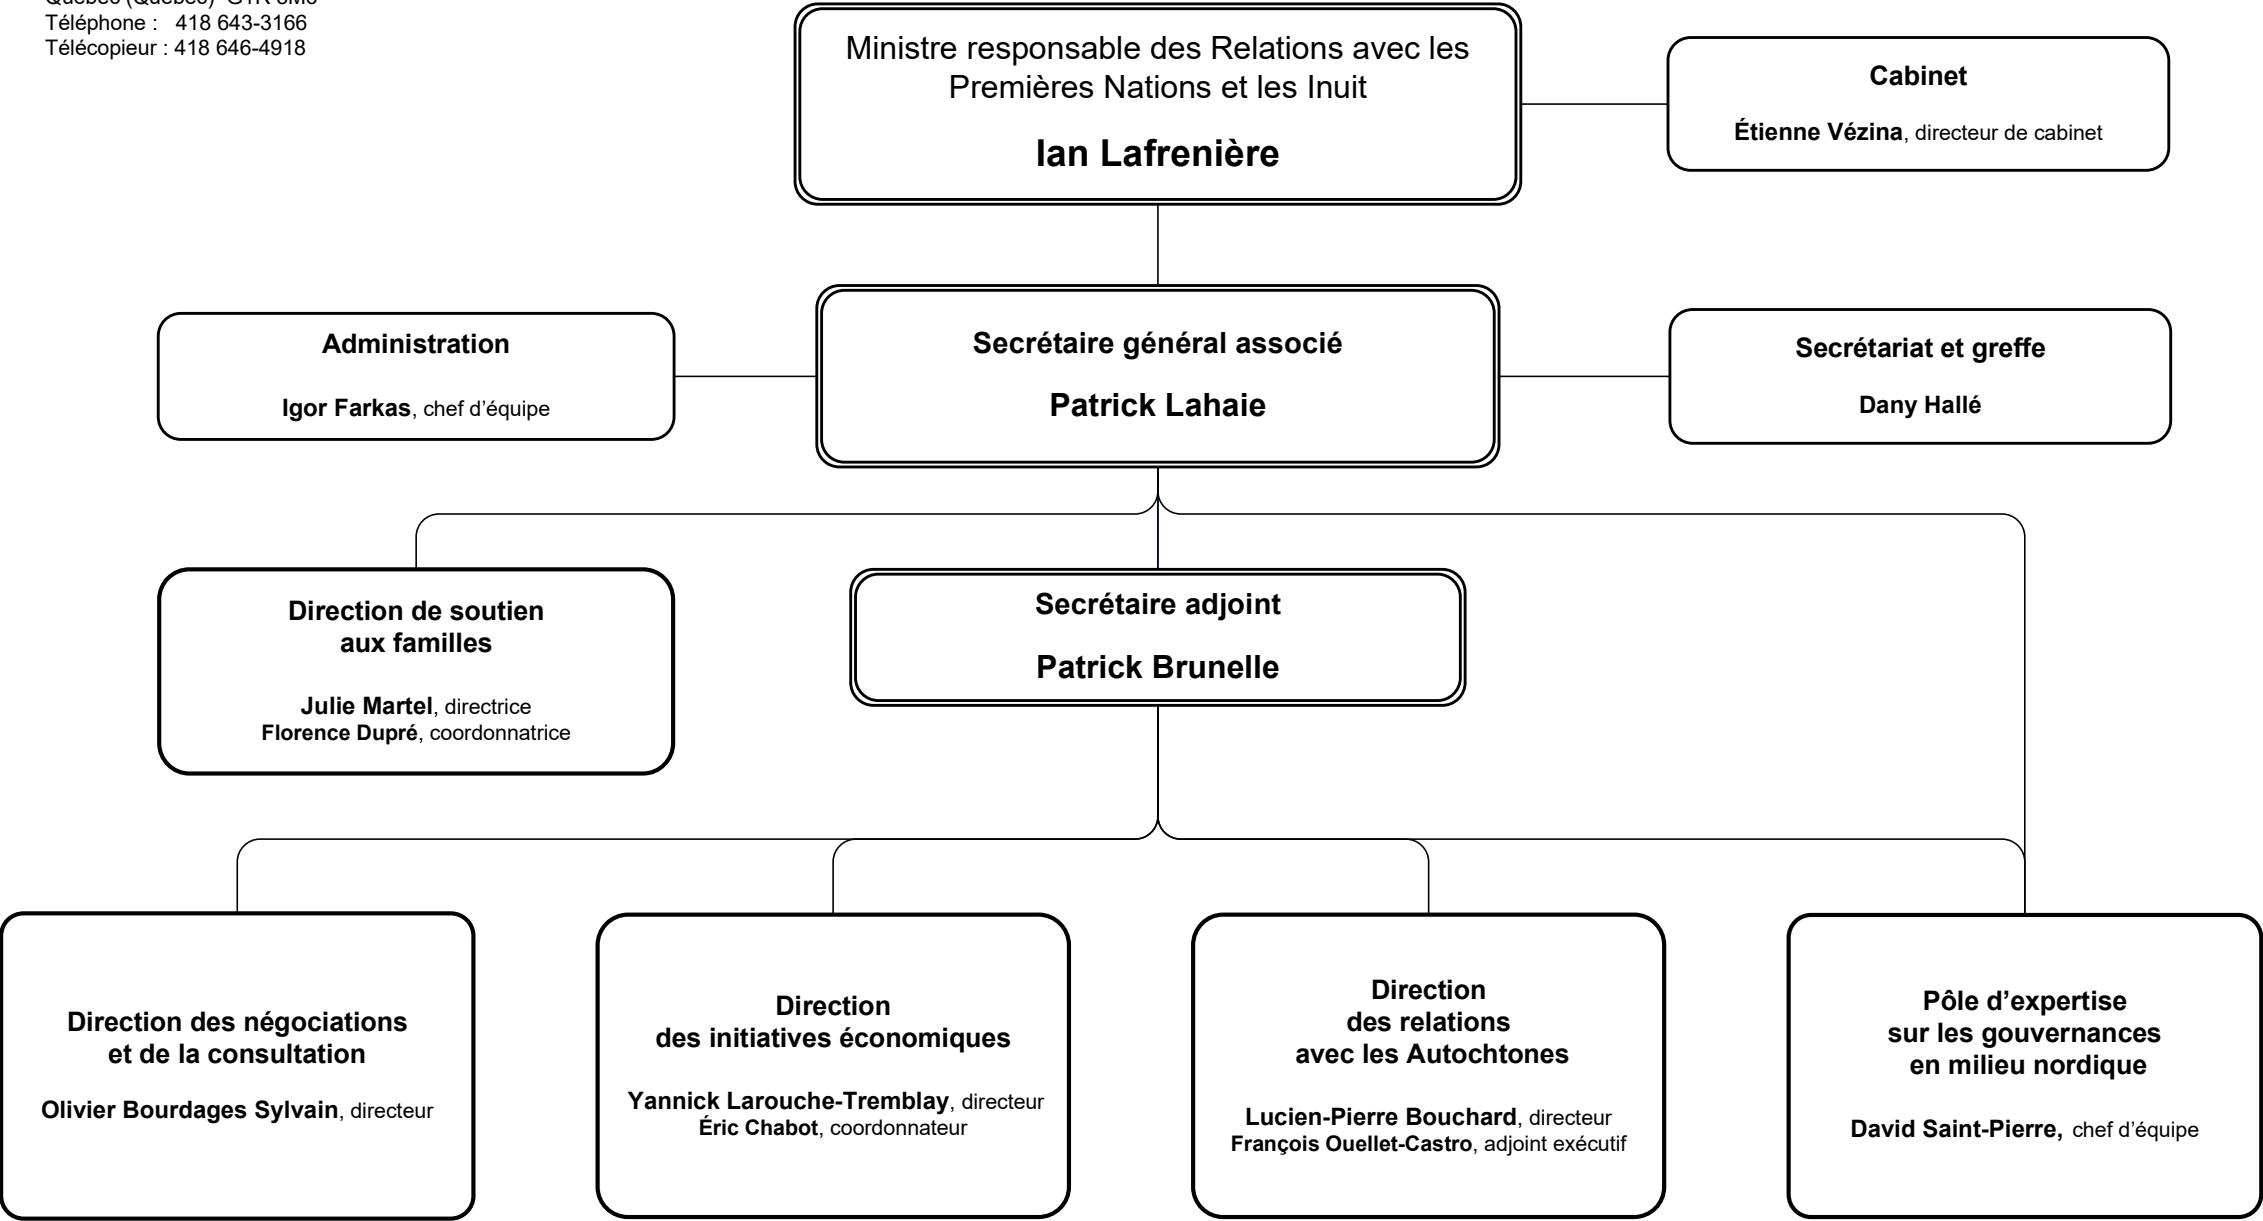 Téléphone : 418 643-3166
Télécopieur : 418 646-4918
Ministre responsable des Relations avec les
Premières Nations et les Inuit
Ian Lafrenière
Cabinet
Étienne Vézina, directeur de cabinet
Administration
Igor Farkas, chef d’équipe
Secrétaire général associé
Patrick Lahaie
Secrétariat et greffe
Dany Hallé
Direction de soutien
aux familles
Julie Martel, directrice
Florence Dupré, coordonnatrice
Secrétaire adjoint
Patrick Brunelle
Direction des négociations
et de la consultation
Olivier Bourdages Sylvain, directeur
Direction
des initiatives économiques
Yannick Larouche-Tremblay, directeur
Éric Chabot, coordonnateur
Direction
des relations
avec les Autochtones
Lucien-Pierre Bouchard, directeur
François Ouellet-Castro, adjoint exécutif
Pôle d’expertise
sur les gouvernances
en milieu nordique
David Saint-Pierre, chef d’équipe